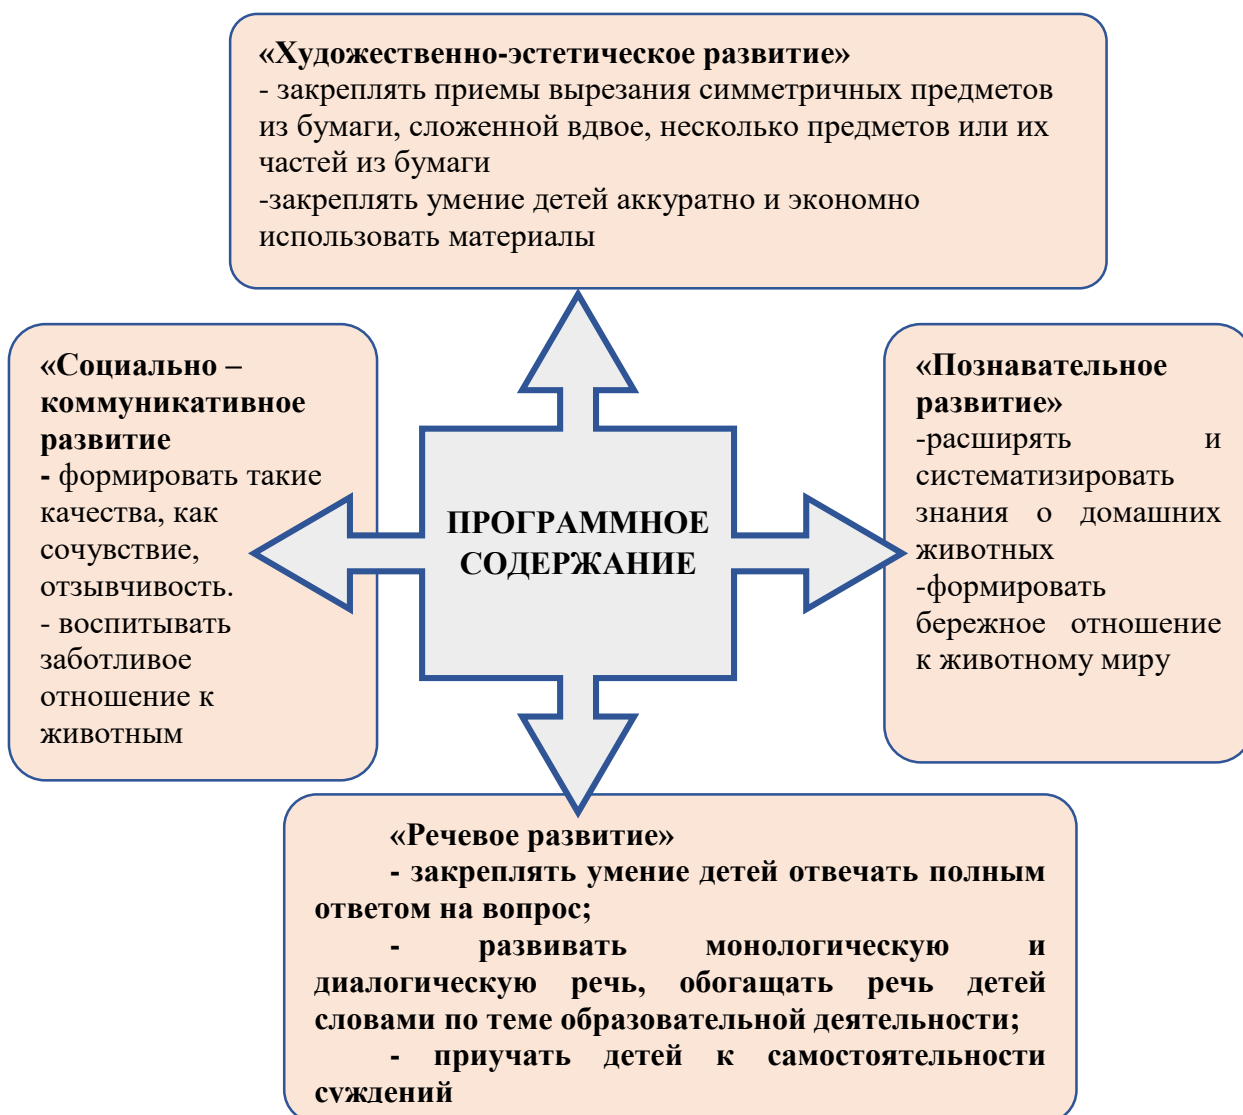 «Художественно-эстетическое развитие»
- закреплять приемы вырезания симметричных предметов
из бумаги, сложенной вдвое, несколько предметов или их
частей из бумаги
-закреплять умение детей аккуратно и экономно
использовать материалы
«Социально –
коммуникативное
развитие
- формировать такие
качества, как
сочувствие,
отзывчивость.
- воспитывать
заботливое
отношение к
животным
ПРОГРАММНОЕ
СОДЕРЖАНИЕ
«Познавательное
развитие»
-расширять и
систематизировать
знания о домашних
животных
-формировать
бережное отношение
к животному миру
«Речевое развитие»
- закреплять умение детей отвечать полным
ответом на вопрос;
- развивать монологическую и
диалогическую речь, обогащать речь детей
словами по теме образовательной деятельности;
- приучать детей к самостоятельности
суждений